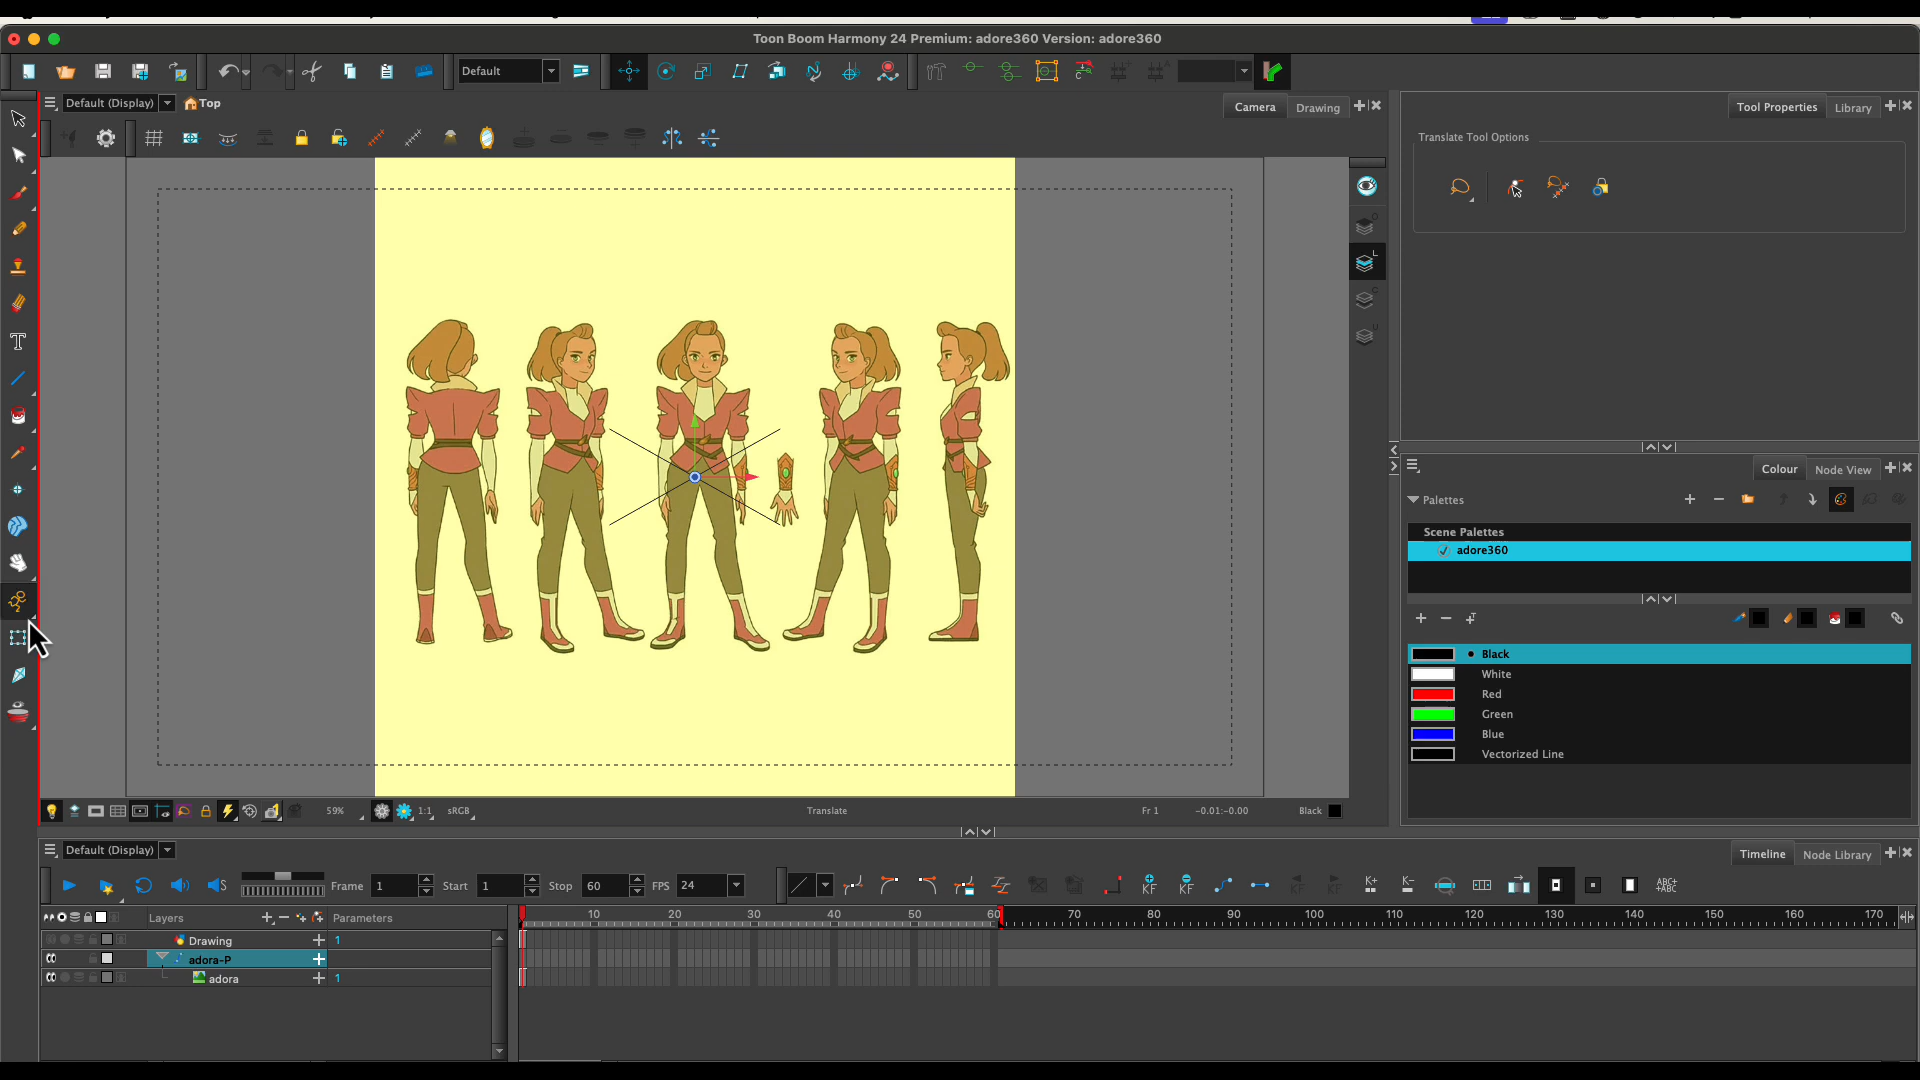 Toon Boom Harmony 24 Premium: adore360 Version: adore360
Default
Default (Display)
Top
Camera
Drawing
Tool Properties
Library
Translate Tool Options
Colour
Node View
Palettes
Scene Palettes
adore360
Black
White
Red
Green
Blue
Vectorized Line
59%
1:1
sRGB
Translate
Fr 1
-0.01:-0.00
Black
Default (Display)
Timeline
Node Library
Frame 1
Start 1
Stop 60
FPS 24
Layers
Parameters
10 20 30 40 50 60 70 80 90 100 110 120 130 140 150 160 170
Drawing 1
adora-P
adora 1